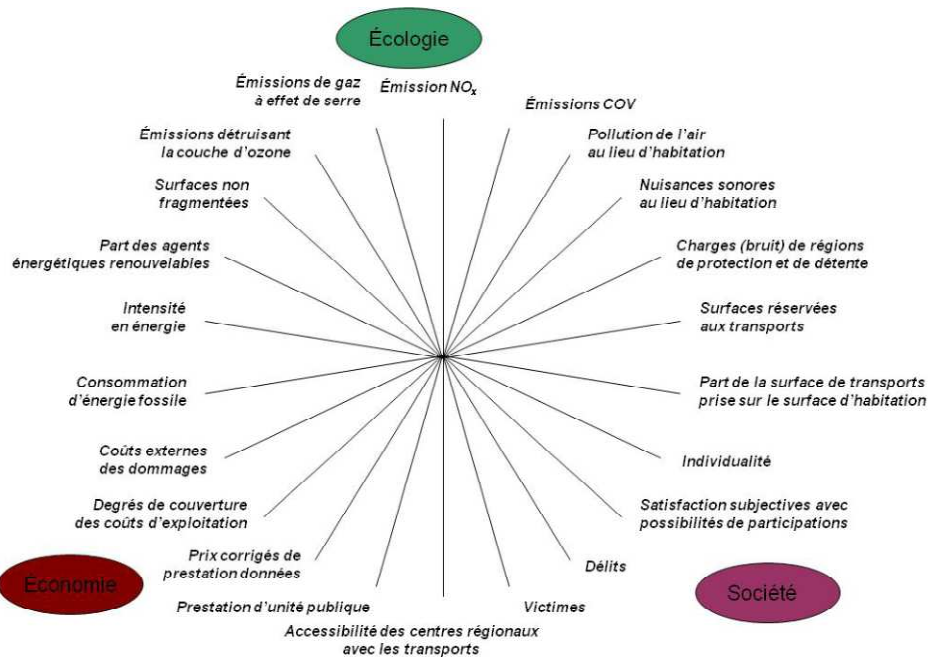 Écologie
Émissions de gaz
à effet de serre
Émission NOx
Émissions COV
Émissions détruisant
la couche d'ozone
Pollution de l'air
au lieu d'habitation
Surfaces non
fragmentées
Nuisances sonores
au lieu d'habitation
Part des agents
énergétiques renouvelables
Charges (bruit) de régions
de protection et de détente
Intensité
en énergie
Surfaces réservées
aux transports
Consommation
d'énergie fossile
Part de la surface de transports
prise sur le surface d'habitation
Coûts externes
des dommages
Individualité
Degrés de couverture
des coûts d'exploitation
Satisfaction subjectives avec
possibilités de participations
Prix corrigés de
prestation données
Délits
Économie
Société
Prestation d'unité publique
Victimes
Accessibilité des centres régionaux
avec les transports